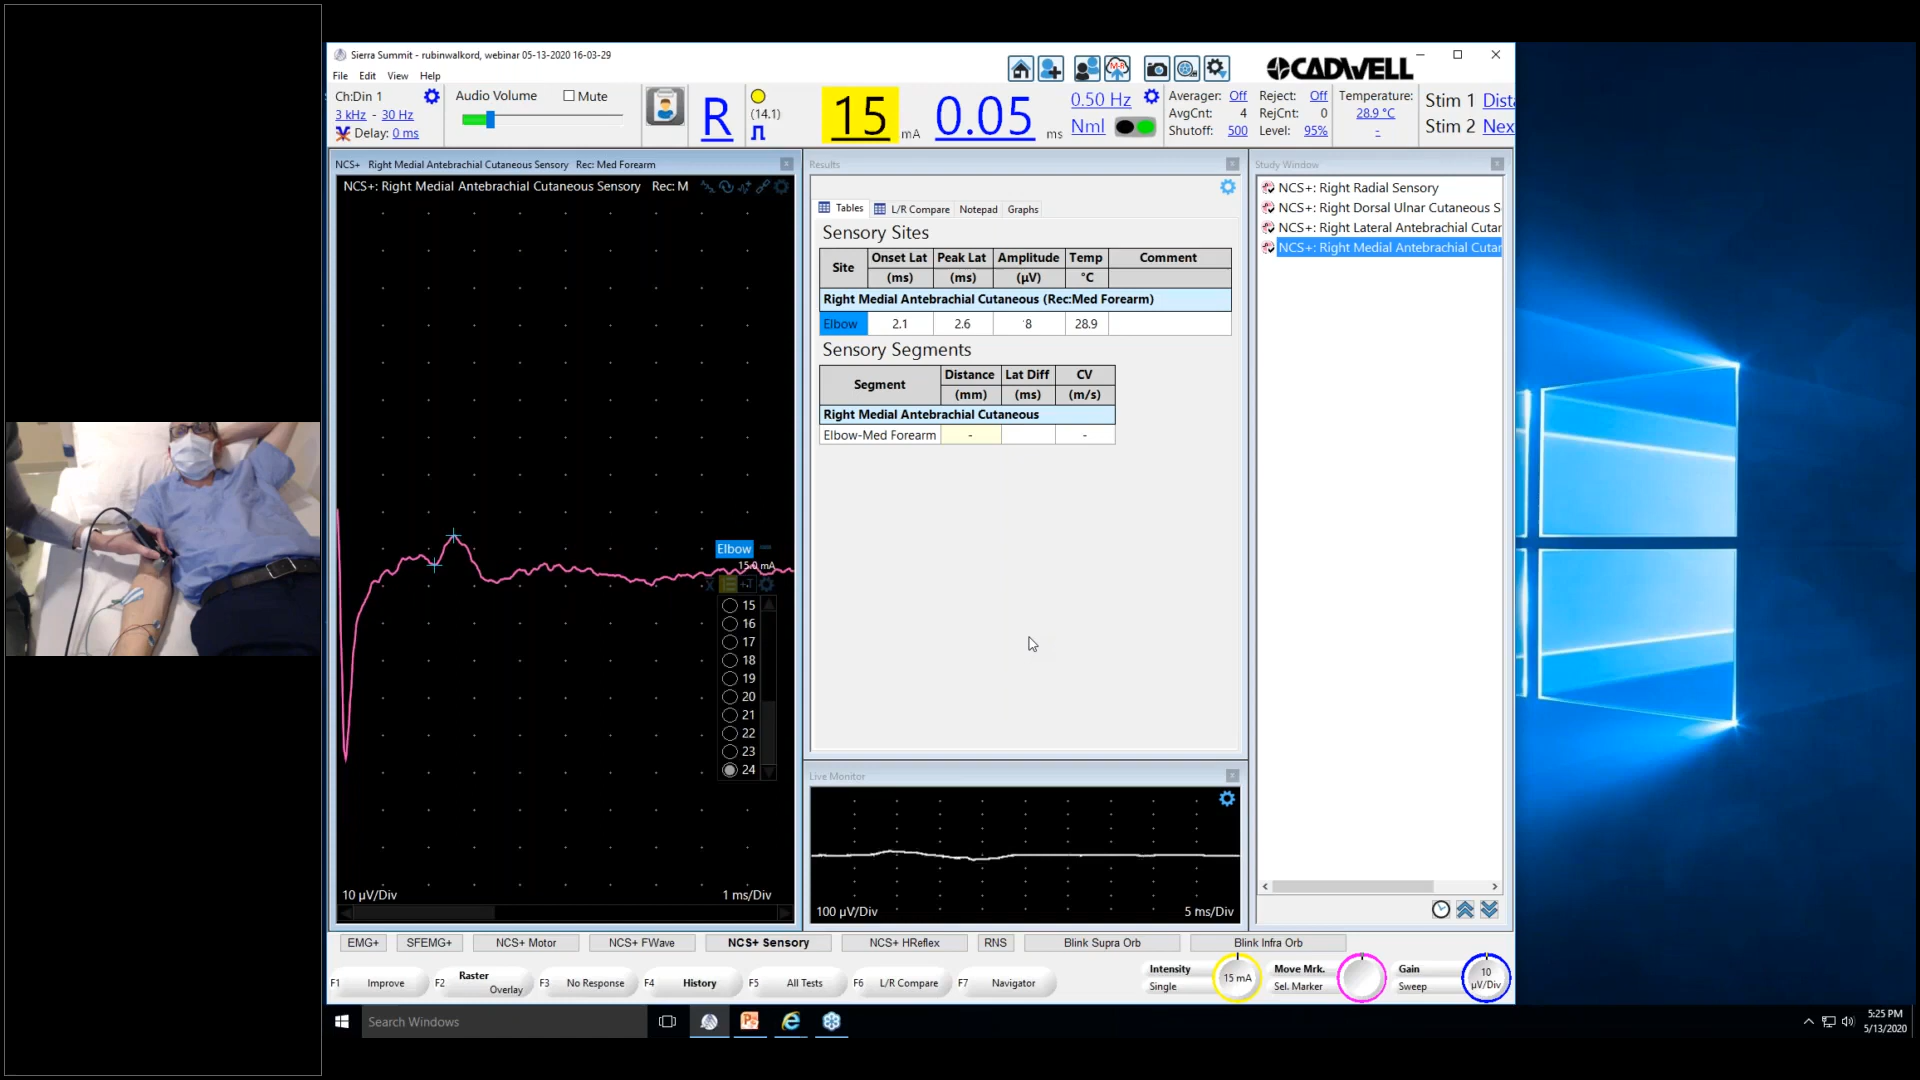 Sierra Summit - rubinwalkord, webinar 05-13-2020 16-03-29
CADWELL
File Edit View Help
Ch:Din 1
3 kHz - 30 Hz
Delay: 0 ms
Audio Volume Mute
R
(14.1)
15 mA
0.05 ms
0.50 Hz
Nml
Averager: Off
AvgCnt: 4
Shutoff: 500
Reject: Off
RejCnt: 0
Level: 95%
Temperature:
28.9 °C
-
Stim 1 Dista
Stim 2 Nex
NCS+ Right Medial Antebrachial Cutaneous Sensory Rec: Med Forearm
NCS+: Right Medial Antebrachial Cutaneous Sensory Rec: M
Elbow
15.0 mA
X +T
15
16
17
18
19
20
21
22
23
24
10 µV/Div 1 ms/Div
Results
Tables L/R Compare Notepad Graphs
Sensory Sites
Site Onset Lat Peak Lat Amplitude Temp Comment
(ms) (ms) (µV) °C
Right Medial Antebrachial Cutaneous (Rec:Med Forearm)
Elbow 2.1 2.6 8 28.9
Sensory Segments
Segment Distance Lat Diff CV
(mm) (ms) (m/s)
Right Medial Antebrachial Cutaneous
Elbow-Med Forearm - -
Live Monitor
100 µV/Div 5 ms/Div
Study Window
NCS+: Right Radial Sensory
NCS+: Right Dorsal Ulnar Cutaneous S
NCS+: Right Lateral Antebrachial Cutar
NCS+: Right Medial Antebrachial Cutar
EMG+ SFEMG+ NCS+ Motor NCS+ FWave NCS+ Sensory NCS+ HReflex RNS Blink Supra Orb Blink Infra Orb
F1 Improve F2 Raster Overlay F3 No Response F4 History F5 All Tests F6 L/R Compare F7 Navigator
Intensity Single 15 mA
Move Mrk. Sel. Marker
Gain Sweep 10 µV/Div
Search Windows
5:25 PM
5/13/2020